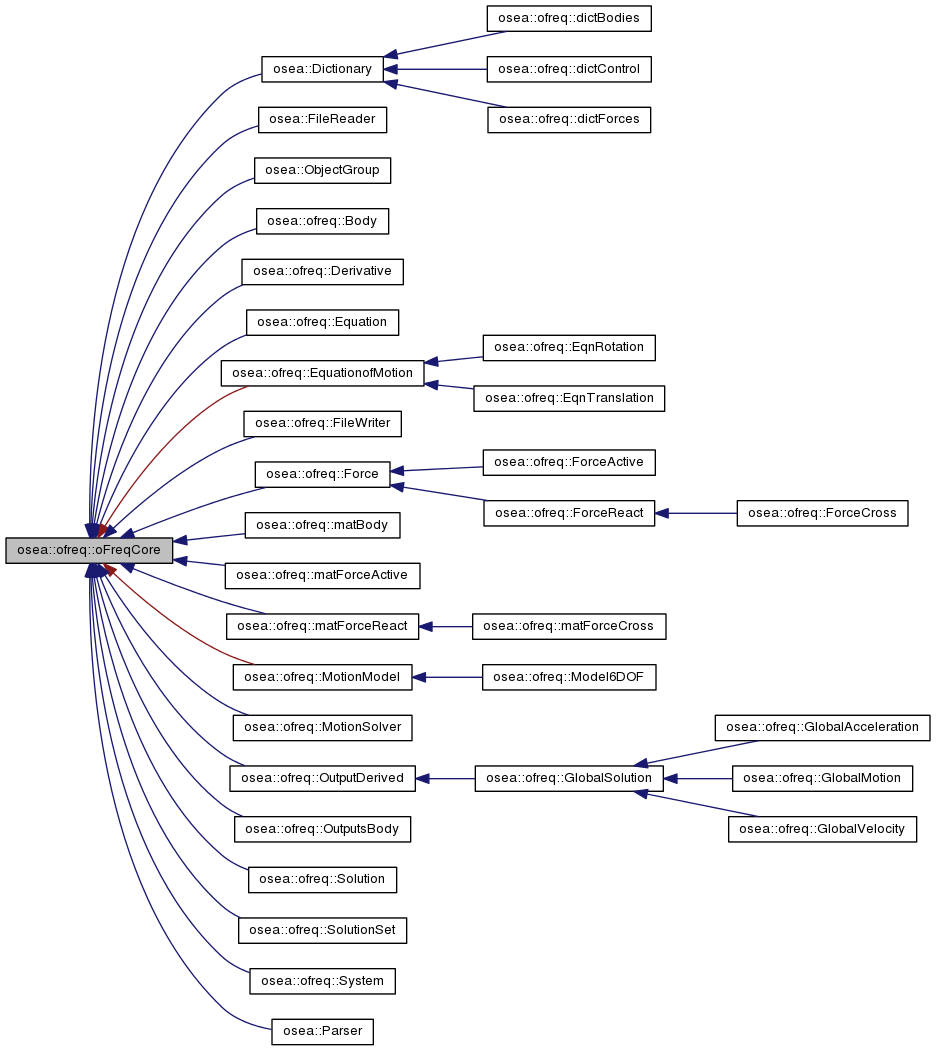 osea::ofreq::dictBodies
osea::Dictionary
osea::ofreq::dictControl
osea::ofreq::dictForces
osea::FileReader
osea::ObjectGroup
osea::ofreq::Body
osea::ofreq::Derivative
osea::ofreq::Equation
osea::ofreq::EqnRotation
osea::ofreq::EquationofMotion
osea::ofreq::EqnTranslation
osea::ofreq::FileWriter
osea::ofreq::ForceActive
osea::ofreq::Force
osea::ofreq::ForceReact
osea::ofreq::ForceCross
osea::ofreq::matBody
osea::ofreq::oFreqCore
osea::ofreq::matForceActive
osea::ofreq::matForceReact
osea::ofreq::matForceCross
osea::ofreq::MotionModel
osea::ofreq::Model6DOF
osea::ofreq::MotionSolver
osea::ofreq::GlobalAcceleration
osea::ofreq::OutputDerived
osea::ofreq::GlobalSolution
osea::ofreq::GlobalMotion
osea::ofreq::OutputsBody
osea::ofreq::GlobalVelocity
osea::ofreq::Solution
osea::ofreq::SolutionSet
osea::ofreq::System
osea::Parser